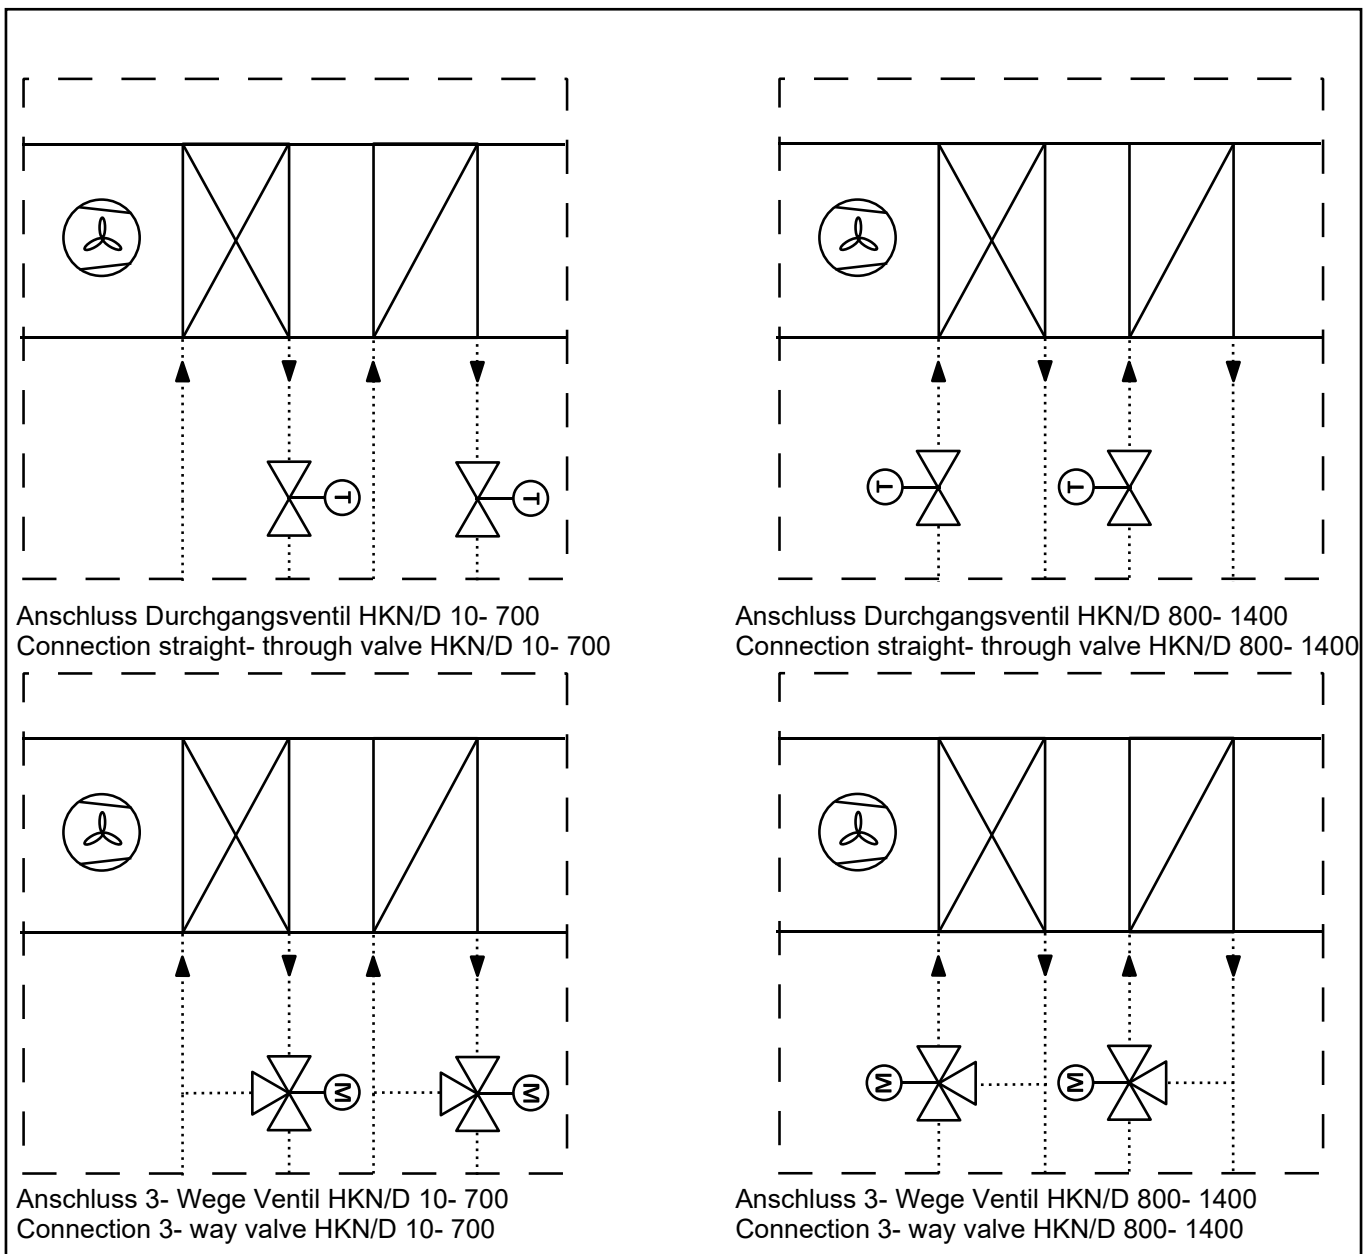 T
T
T
T
Anschluss Durchgangsventil HKN/D 10- 700
Connection straight- through valve HKN/D 10- 700
Anschluss Durchgangsventil HKN/D 800- 1400
Connection straight- through valve HKN/D 800- 1400
M
M
M
M
Anschluss 3- Wege Ventil HKN/D 10- 700
Connection 3- way valve HKN/D 10- 700
Anschluss 3- Wege Ventil HKN/D 800- 1400
Connection 3- way valve HKN/D 800- 1400